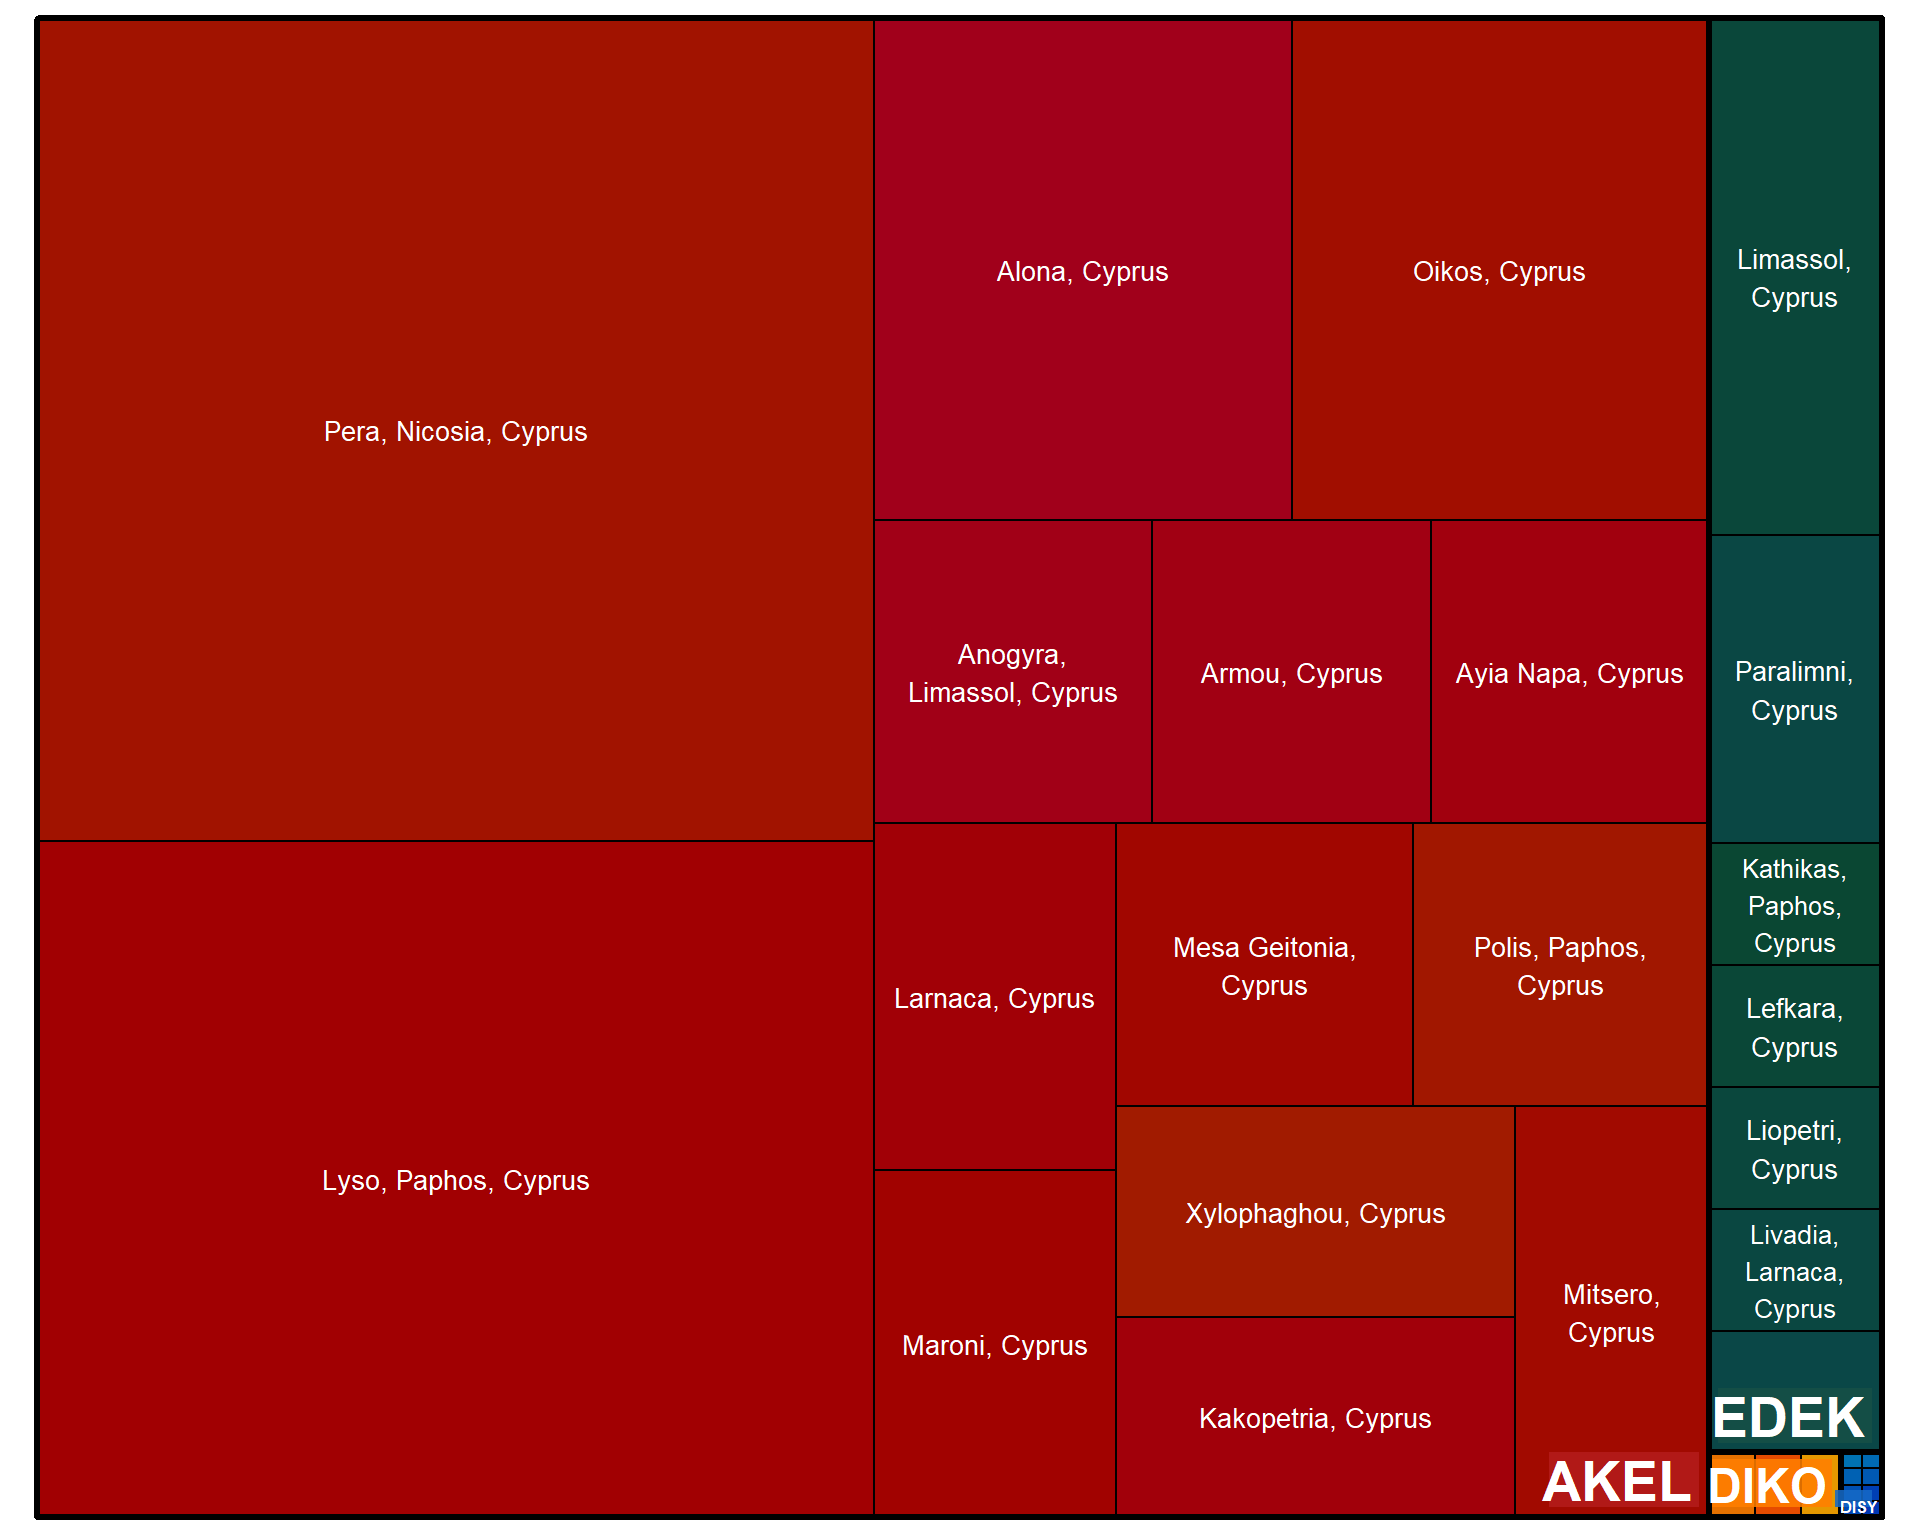 Pera, Nicosia, Cyprus
Lyso, Paphos, Cyprus
Alona, Cyprus
Oikos, Cyprus
Anogyra,
Limassol, Cyprus
Armou, Cyprus
Ayia Napa, Cyprus
Larnaca, Cyprus
Maroni, Cyprus
Mesa Geitonia,
Cyprus
Polis, Paphos,
Cyprus
Xylophaghou, Cyprus
Kakopetria, Cyprus
Mitsero,
Cyprus
AKEL
Limassol,
Cyprus
Paralimni,
Cyprus
Kathikas,
Paphos,
Cyprus
Lefkara,
Cyprus
Liopetri,
Cyprus
Livadia,
Larnaca,
Cyprus
EDEK
DIKO
DISY